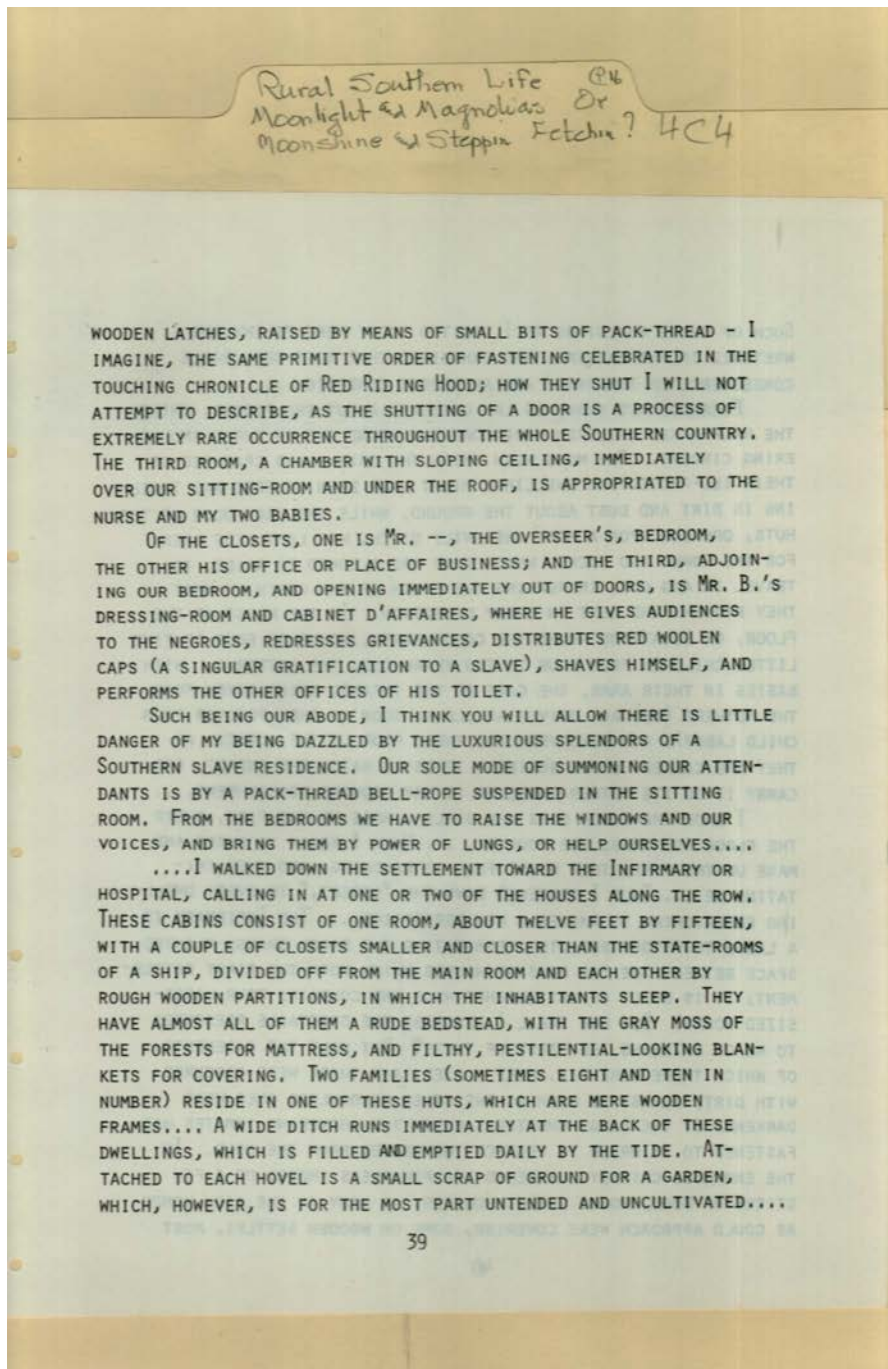 Rural Southern Life
Moonlight & Magnolias Or
Moonshine & Steppin Fetchin? 4C4
WOODEN LATCHES, RAISED BY MEANS OF SMALL BITS OF PACK-THREAD - I
IMAGINE, THE SAME PRIMITIVE ORDER OF FASTENING CELEBRATED IN THE
TOUCHING CHRONICLE OF RED RIDING HOOD; HOW THEY SHUT I WILL NOT
ATTEMPT TO DESCRIBE, AS THE SHUTTING OF A DOOR IS A PROCESS OF
EXTREMELY RARE OCCURRENCE THROUGHOUT THE WHOLE SOUTHERN COUNTRY.
THE THIRD ROOM, A CHAMBER WITH SLOPING CEILING, IMMEDIATELY
OVER OUR SITTING-ROOM AND UNDER THE ROOF, IS APPROPRIATED TO THE
NURSE AND MY TWO BABIES.
OF THE CLOSETS, ONE IS MR. --, THE OVERSEER'S, BEDROOM,
THE OTHER HIS OFFICE OR PLACE OF BUSINESS; AND THE THIRD, ADJOIN-
ING OUR BEDROOM, AND OPENING IMMEDIATELY OUT OF DOORS, IS MR. B.'S
DRESSING-ROOM AND CABINET D'AFFAIRES, WHERE HE GIVES AUDIENCES
TO THE NEGROES, REDRESSES GRIEVANCES, DISTRIBUTES RED WOOLEN
CAPS (A SINGULAR GRATIFICATION TO A SLAVE), SHAVES HIMSELF, AND
PERFORMS THE OTHER OFFICES OF HIS TOILET.
SUCH BEING OUR ABODE, I THINK YOU WILL ALLOW THERE IS LITTLE
DANGER OF MY BEING DAZZLED BY THE LUXURIOUS SPLENDORS OF A
SOUTHERN SLAVE RESIDENCE. OUR SOLE MODE OF SUMMONING OUR ATTEN-
DANTS IS BY A PACK-THREAD BELL-ROPE SUSPENDED IN THE SITTING
ROOM. FROM THE BEDROOMS WE HAVE TO RAISE THE WINDOWS AND OUR
VOICES, AND BRING THEM BY POWER OF LUNGS, OR HELP OURSELVES....
....I WALKED DOWN THE SETTLEMENT TOWARD THE INFIRMARY OR
HOSPITAL, CALLING IN AT ONE OR TWO OF THE HOUSES ALONG THE ROW.
THESE CABINS CONSIST OF ONE ROOM, ABOUT TWELVE FEET BY FIFTEEN,
WITH A COUPLE OF CLOSETS SMALLER AND CLOSER THAN THE STATE-ROOMS
OF A SHIP, DIVIDED OFF FROM THE MAIN ROOM AND EACH OTHER BY
ROUGH WOODEN PARTITIONS, IN WHICH THE INHABITANTS SLEEP. THEY
HAVE ALMOST ALL OF THEM A RUDE BEDSTEAD, WITH THE GRAY MOSS OF
THE FORESTS FOR MATTRESS, AND FILTHY, PESTILENTIAL-LOOKING BLAN-
KETS FOR COVERING. TWO FAMILIES (SOMETIMES EIGHT AND TEN IN
NUMBER) RESIDE IN ONE OF THESE HUTS, WHICH ARE MERE WOODEN
FRAMES.... A WIDE DITCH RUNS IMMEDIATELY AT THE BACK OF THESE
DWELLINGS, WHICH IS FILLED AND EMPTIED DAILY BY THE TIDE. AT-
TACHED TO EACH HOVEL IS A SMALL SCRAP OF GROUND FOR A GARDEN,
WHICH, HOWEVER, IS FOR THE MOST PART UNTENDED AND UNCULTIVATED....
39